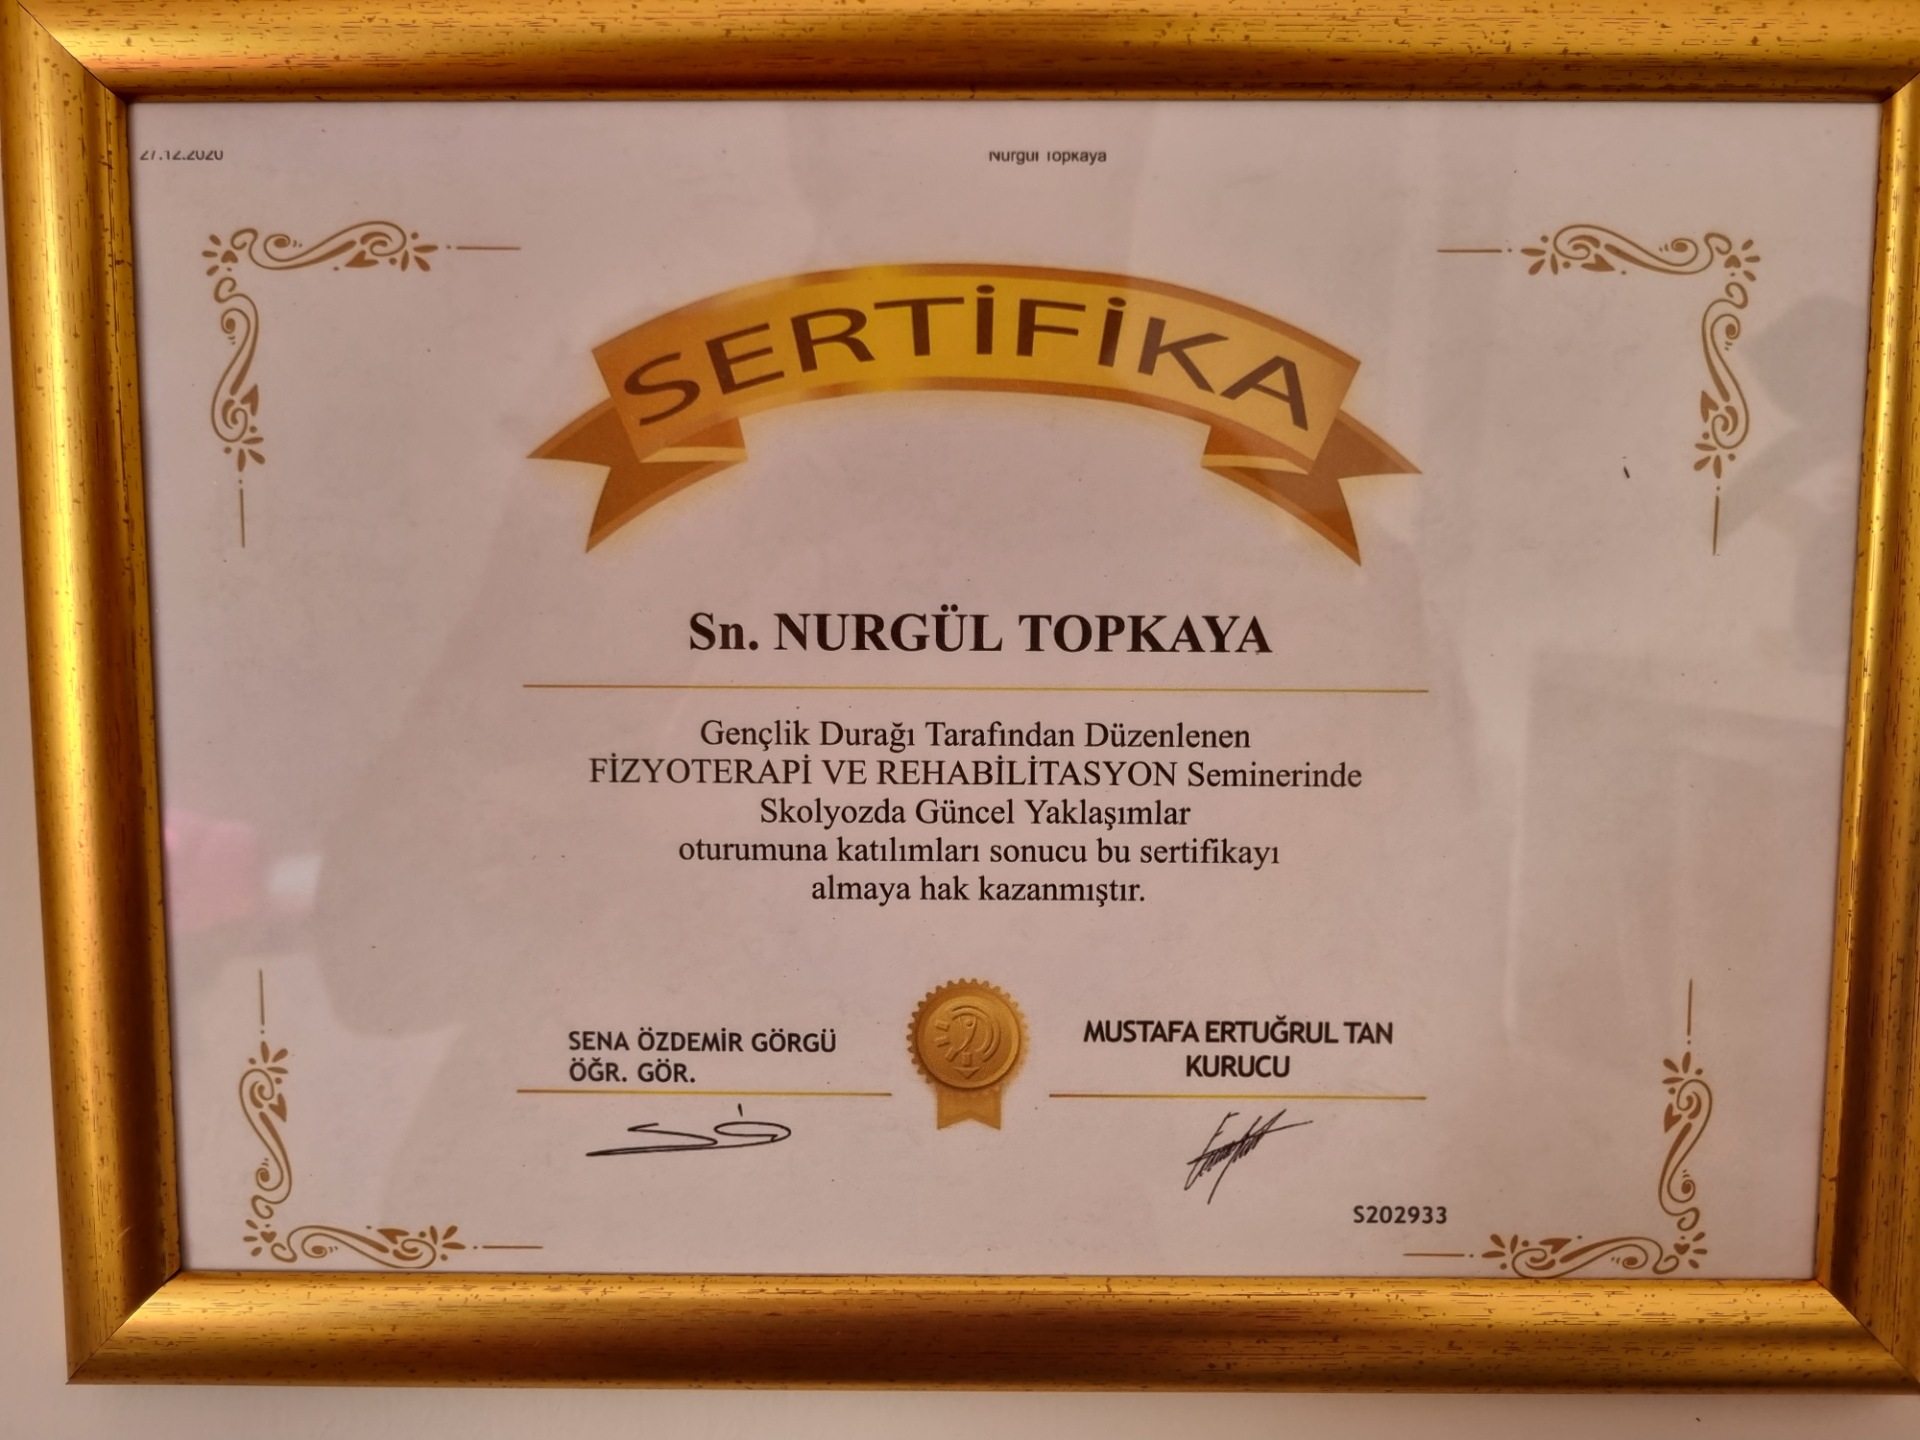 27.12.2020
Nurgül Topkaya
SERTİFİKA
Sn. NURGÜL TOPKAYA
Gençlik Durağı Tarafından Düzenlenen
FİZYOTERAPİ VE REHABİLİTASYON Seminerinde
Skolyozda Güncel Yaklaşımlar
oturumuna katılımları sonucu bu sertifikayı
almaya hak kazanmıştır.
SENA ÖZDEMİR GÖRGÜ
ÖĞR. GÖR.
MUSTAFA ERTUĞRUL TAN
KURUCU
S202933